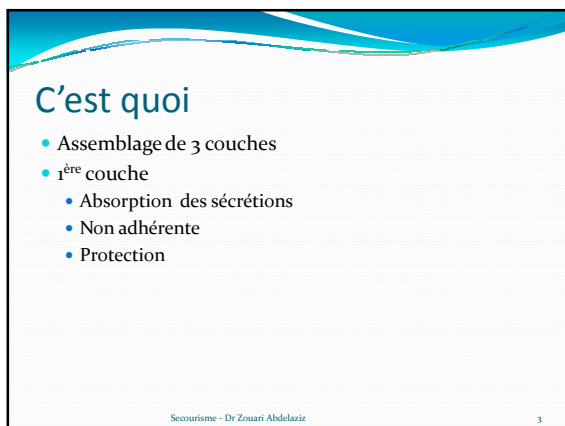 C'est quoi
• Assemblage de 3 couches
• 1ère couche
• Absorption des sécrétions
• Non adhérente
• Protection
Secourisme - Dr Zouari Abdelaziz
3